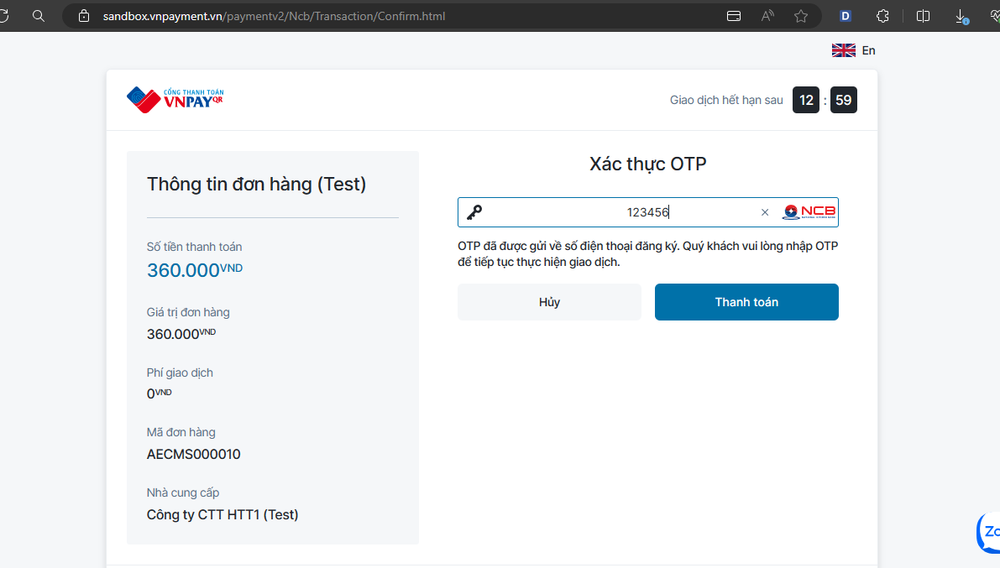 sandbox.vnpayment.vn/paymentv2/Ncb/Transaction/Confirm.html
D
En
CỔNG THANH TOÁN
VNPAYQR
Giao dịch hết hạn sau 12 : 59
Thông tin đơn hàng (Test)
Số tiền thanh toán
360.000VND
Giá trị đơn hàng
360.000VND
Phí giao dịch
0VND
Mã đơn hàng
AECMS000010
Nhà cung cấp
Công ty CTT HTT1 (Test)
Xác thực OTP
123456
NCB
OTP đã được gửi về số điện thoại đăng ký. Quý khách vui lòng nhập OTP
để tiếp tục thực hiện giao dịch.
Hủy
Thanh toán